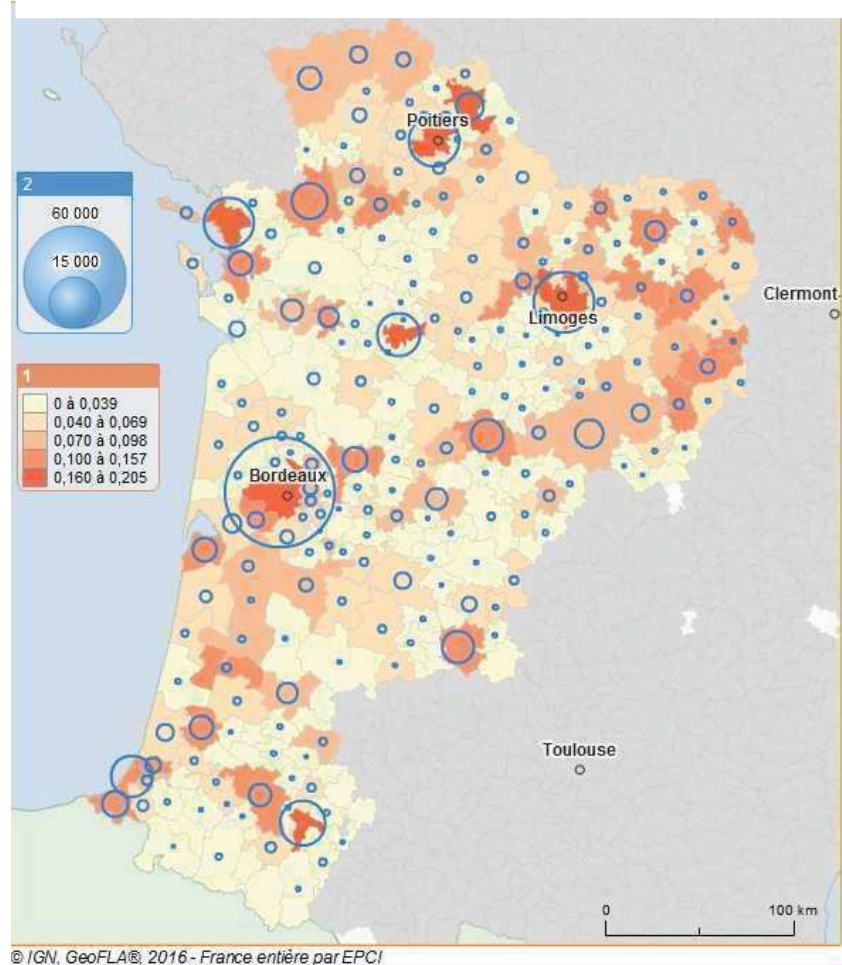 Poitiers
2
60 000
15 000
Clermont-
Limoges
1
0 à 0,039
0,040 à 0,069
0,070 à 0,098
0,100 à 0,157
0,160 à 0,205
Bordeaux
Toulouse
0 100 km
© IGN, GeoFLA®, 2016 - France entière par EPCI